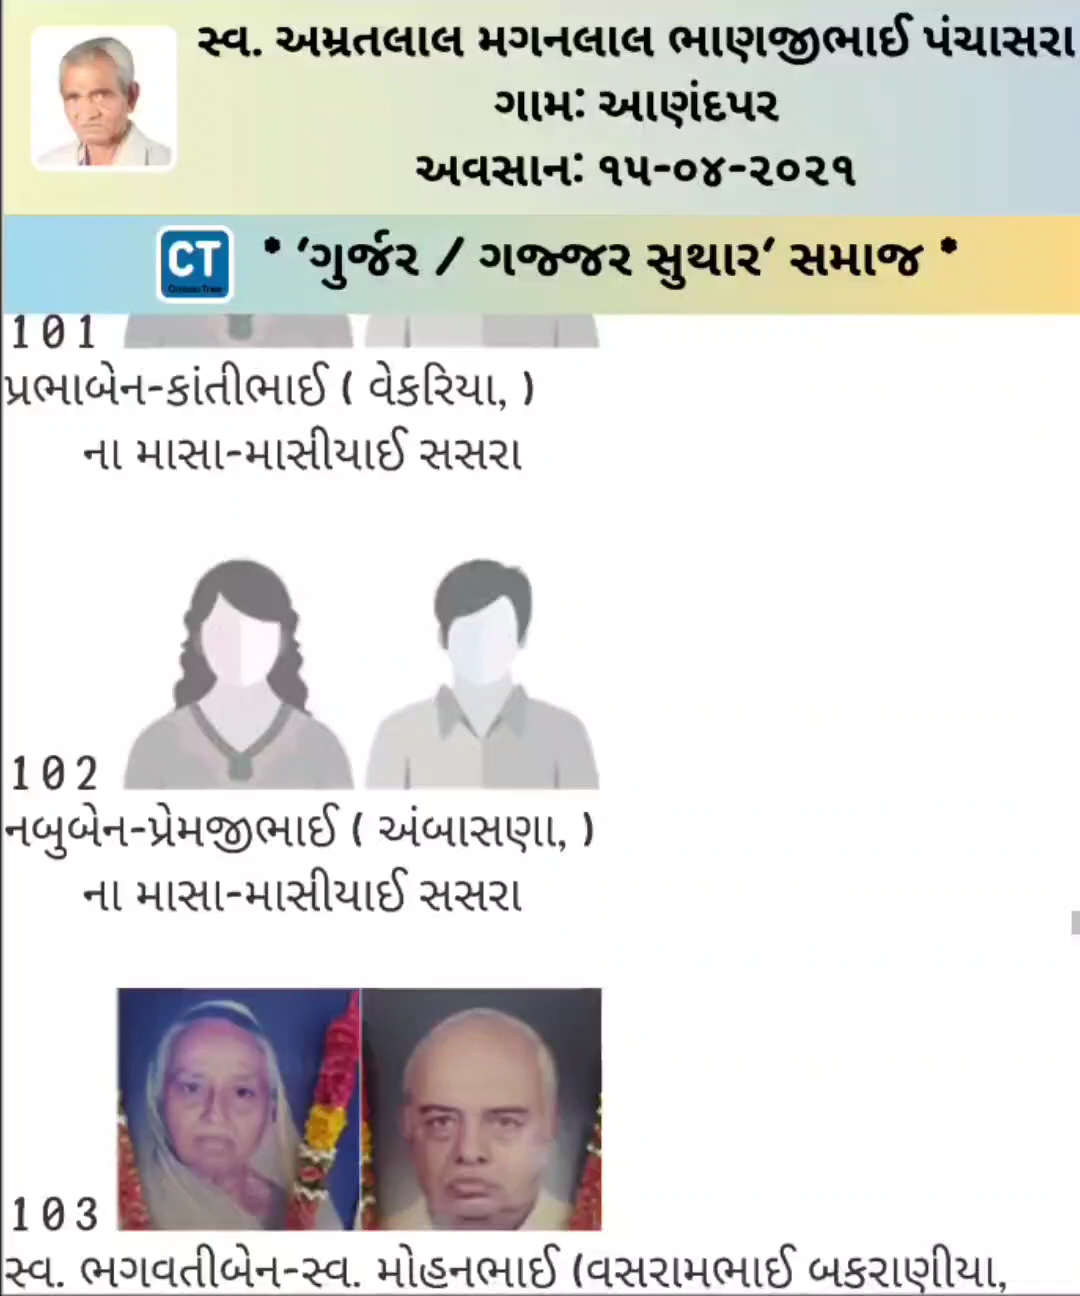 સ્વ. અમ્રતલાલ મગનલાલ ભાણજીભાઈ પંચાસરા
ગામ: આણંદપર
અવસાન: ૧૫-૦૪-૨૦૨૧
CT * ‘ગુર્જર / ગજ્જર સુથાર’ સમાજ *
101
પ્રભાબેન-કાંતીભાઈ ( વેકરિયા, )
ના માસા-માસીયાઈ સસરા
102
નબુબેન-પ્રેમજીભાઈ ( અંબાસણા, )
ના માસા-માસીયાઈ સસરા
103
સ્વ. ભગવતીબેન-સ્વ. મોહનભાઈ (વસરામભાઈ બકરાણીયા,